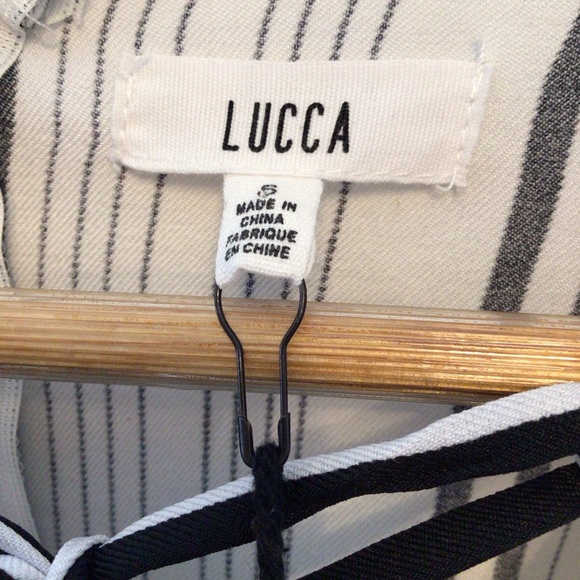 LUCCA
S
MADE IN
CHINA
FABRIQUE
EN CHINE